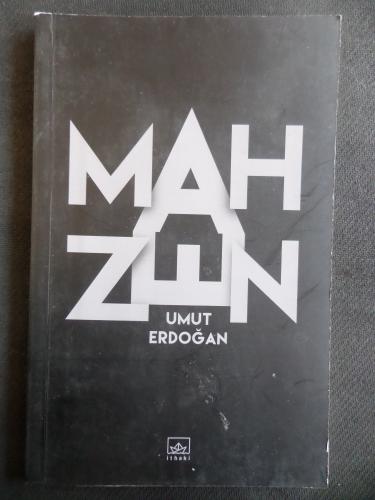 MAH
ZEN
UMUT
ERDOĞAN
ithaki